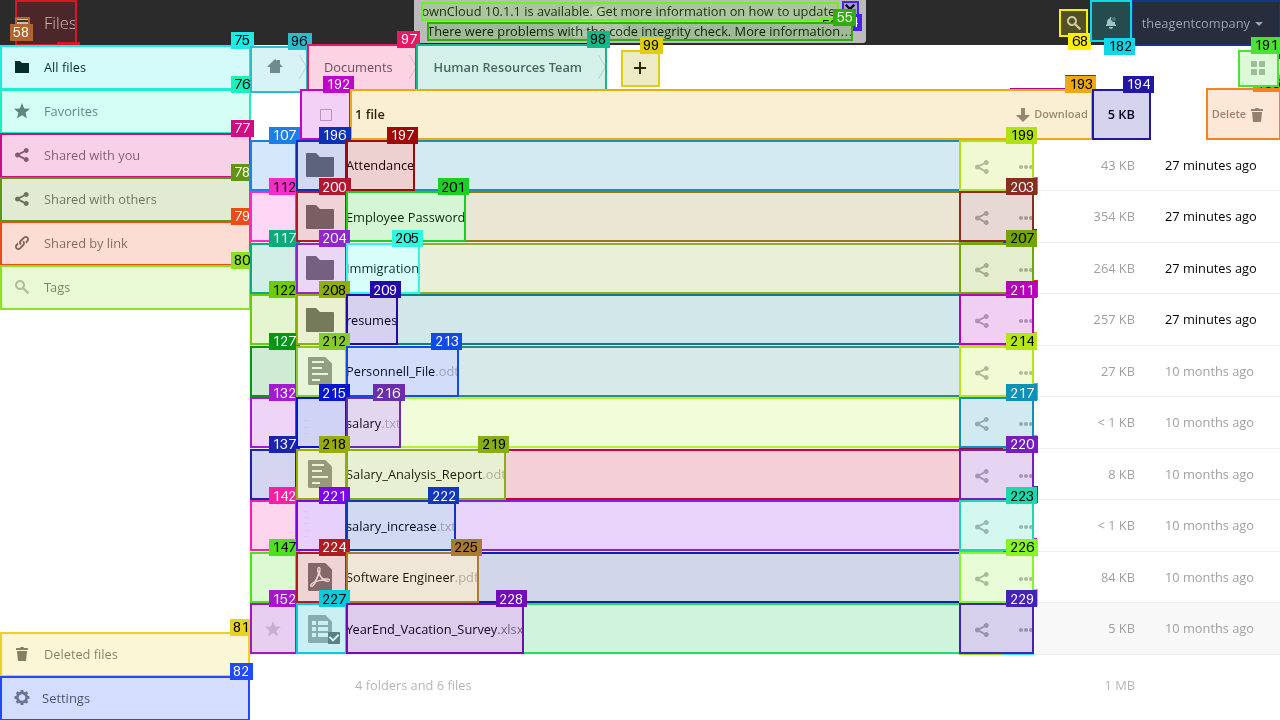 Files
ownCloud 10.1.1 is available. Get more information on how to update
There were problems with the code integrity check. More information...
theagentcompany
58
55
68
182
75
96
97
98
99
191
All files
Documents
Human Resources Team
+
76
192
193
194
Favorites
1 file
Download
5 KB
Delete
77
107
196
197
199
Shared with you
Attendance
43 KB
27 minutes ago
78
112
200
201
203
Shared with others
Employee Password
354 KB
27 minutes ago
79
117
204
205
207
Shared by link
Immigration
264 KB
27 minutes ago
80
122
208
209
211
Tags
resumes
257 KB
27 minutes ago
127
212
213
214
Personnell_File.odt
27 KB
10 months ago
132
215
216
217
salary.txt
< 1 KB
10 months ago
137
218
219
220
Salary_Analysis_Report.odt
8 KB
10 months ago
142
221
222
223
salary_increase.txt
< 1 KB
10 months ago
147
224
225
226
Software Engineer.pdf
84 KB
10 months ago
152
227
228
229
YearEnd_Vacation_Survey.xlsx
5 KB
10 months ago
81
Deleted files
82
Settings
4 folders and 6 files
1 MB